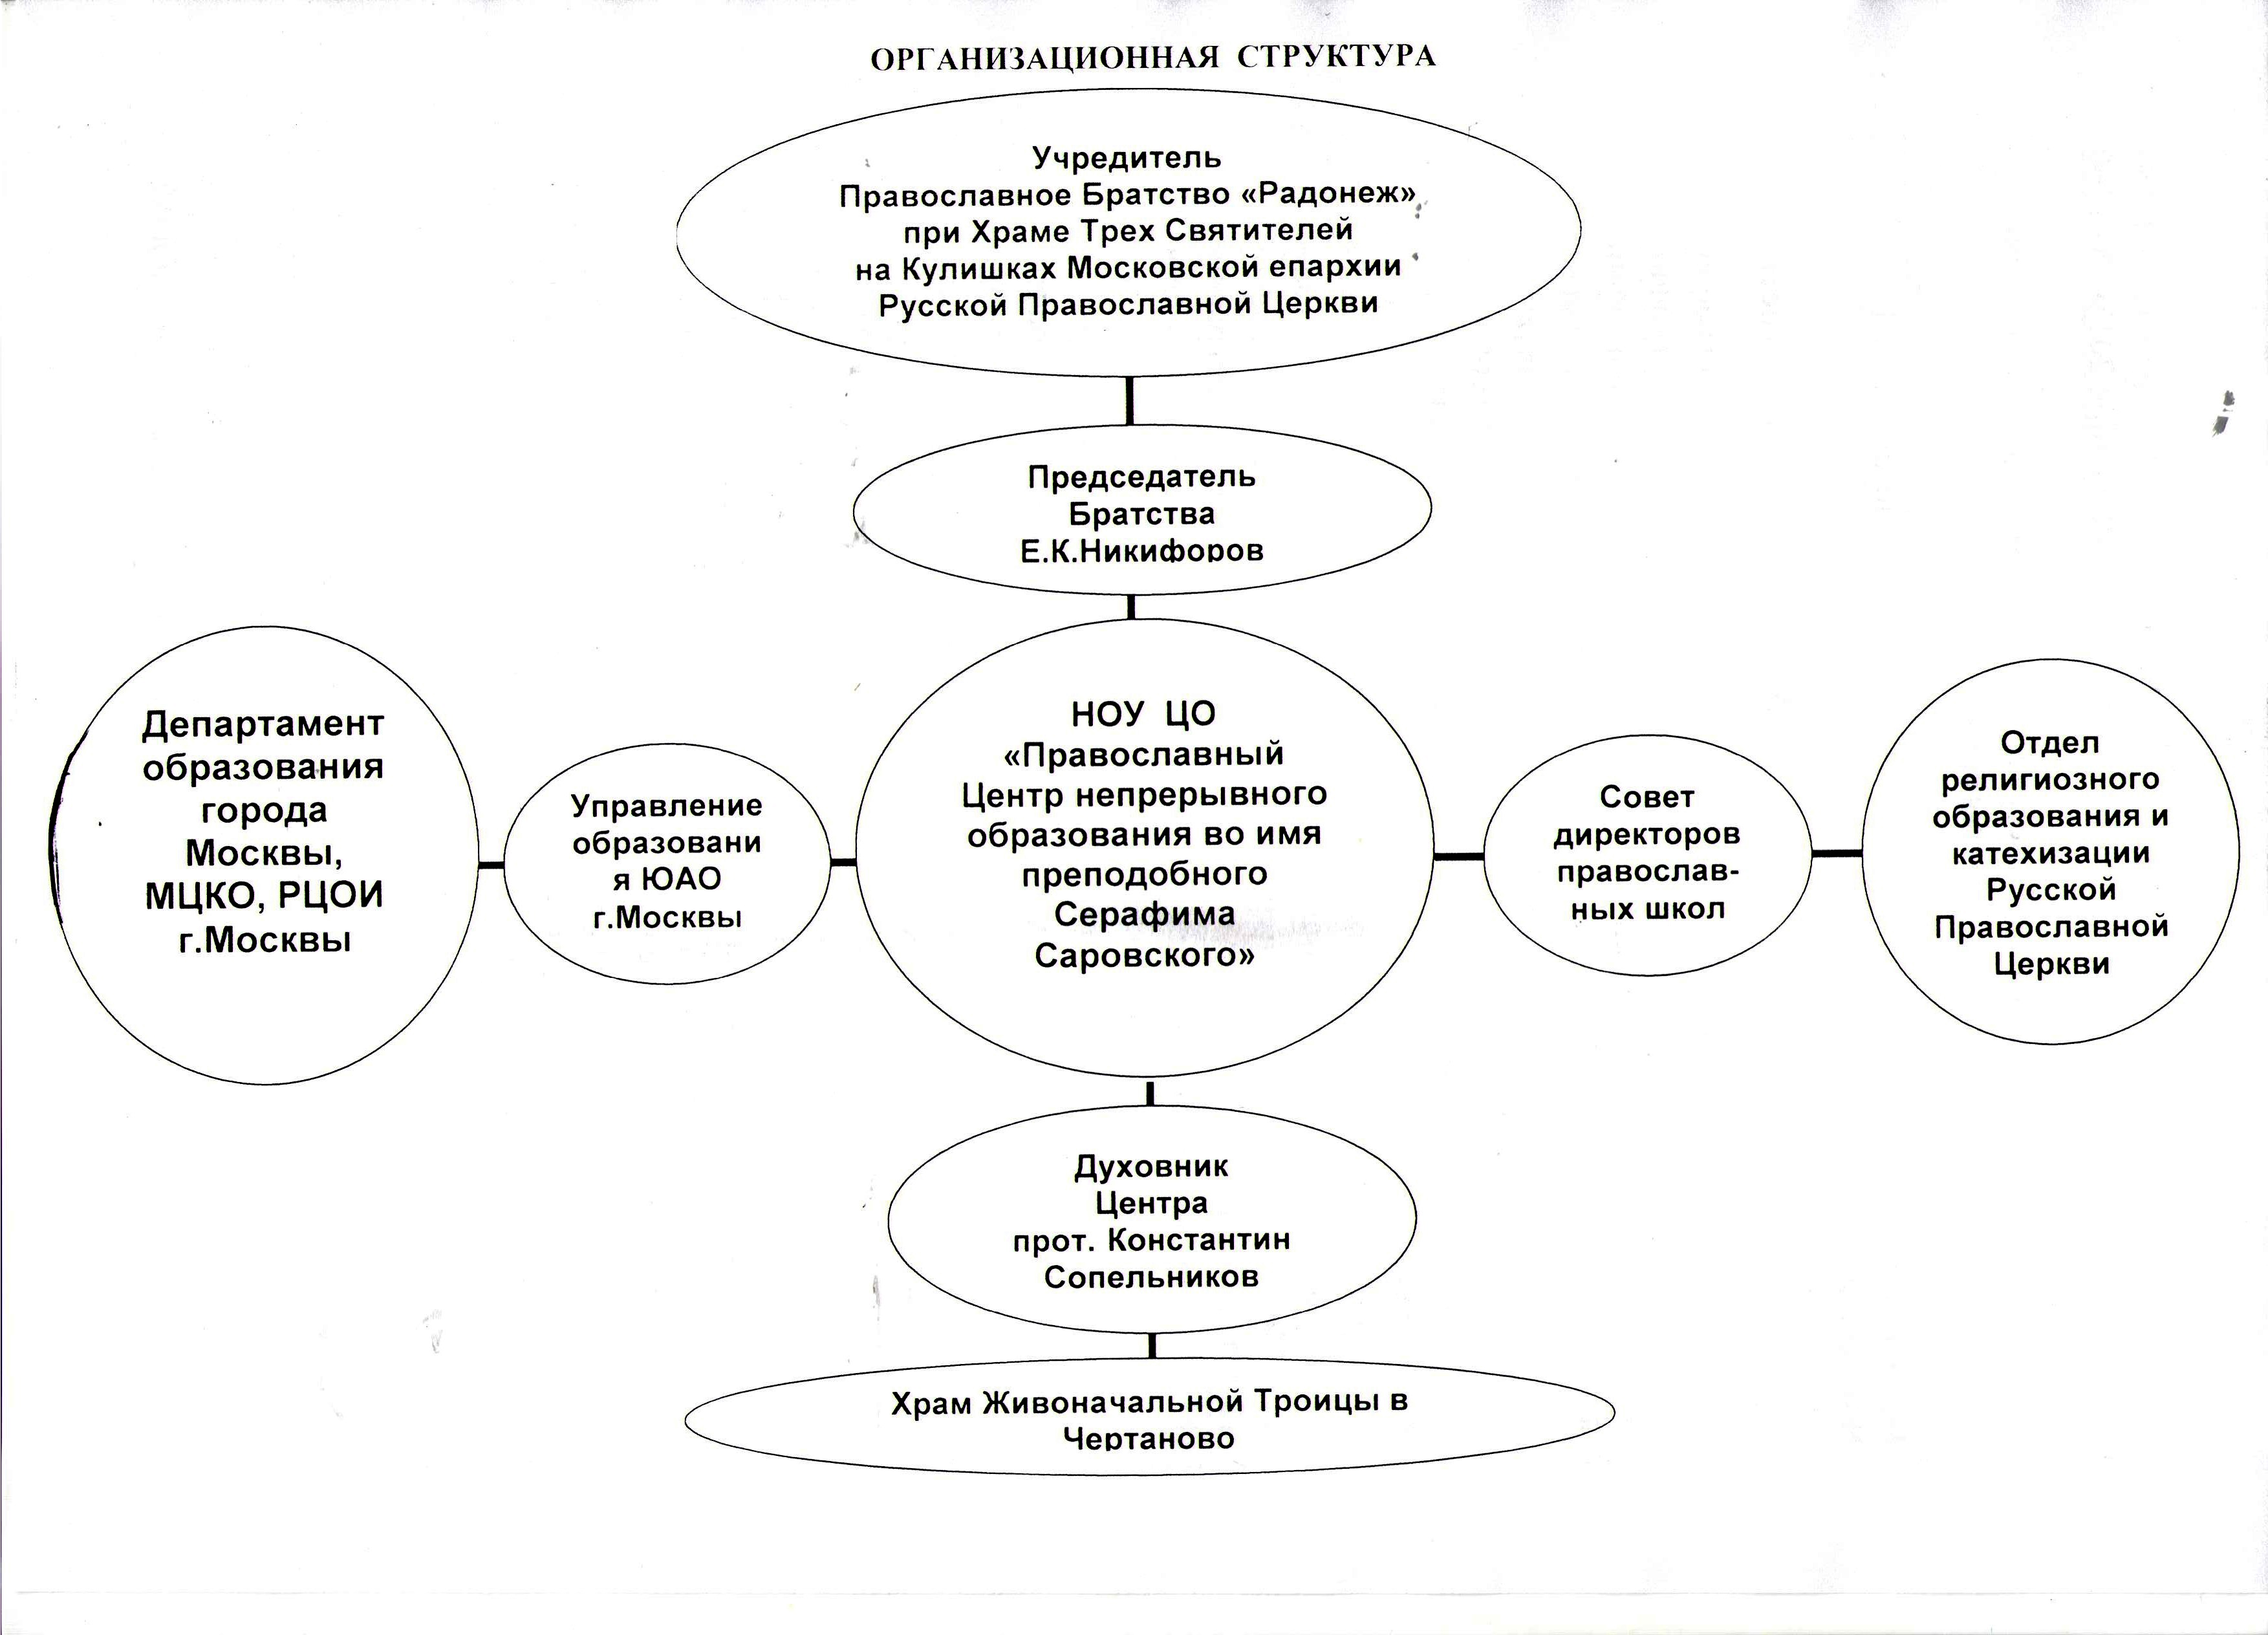 ОРГАНИЗАЦИОННАЯ СТРУКТУРА
Учредитель
Православное Братство «Радонеж»
при Храме Трех Святителей
на Кулишках Московской епархии
Русской Православной Церкви
Председатель
Братства
Е.К.Никифоров
Департамент
образования
города
Москвы,
МЦКО, РЦОИ
г.Москвы
Управление
образовани
я ЮАО
г.Москвы
НОУ ЦО
«Православный
Центр непрерывного
образования во имя
преподобного
Серафима
Саровского»
Совет
директоров
православ-
ных школ
Отдел
религиозного
образования и
катехизации
Русской
Православной
Церкви
Духовник
Центра
прот. Константин
Сопельников
Храм Живоначальной Троицы в
Чертаново